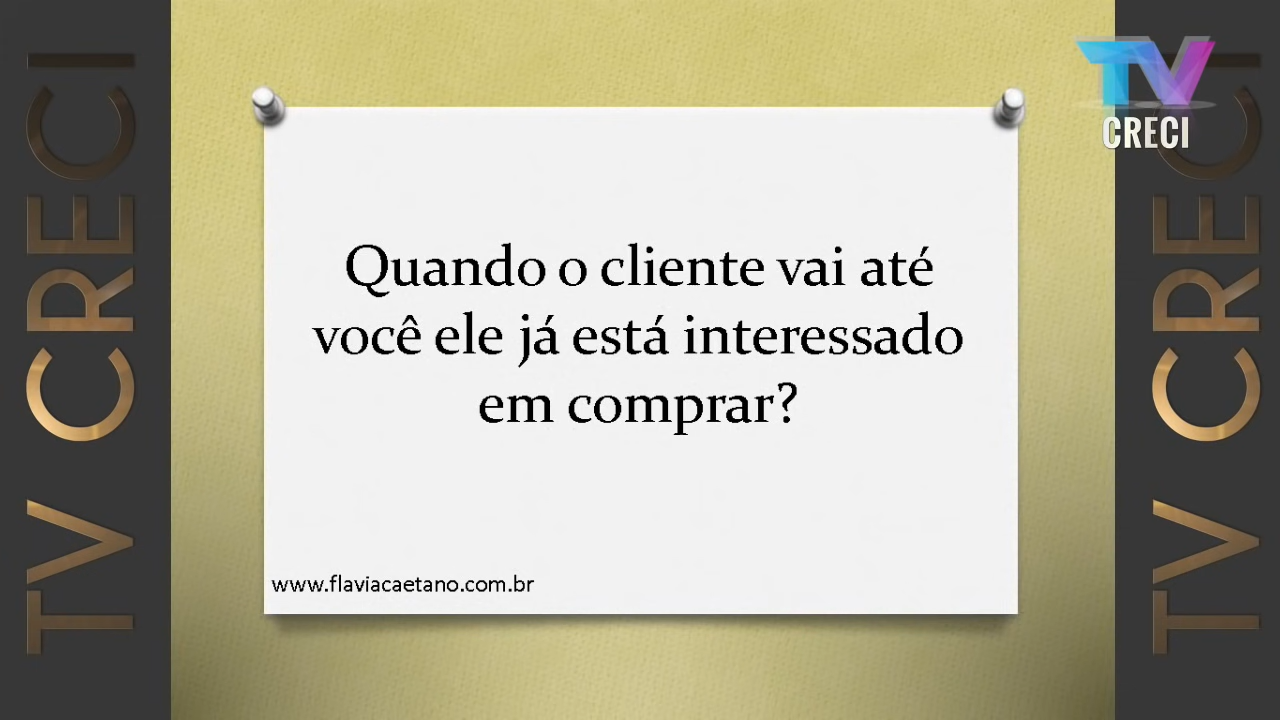 TV CRECI
TV
CRECI
Quando o cliente vai até
você ele já está interessado
em comprar?
www.flaviacaetano.com.br
TV CRECI